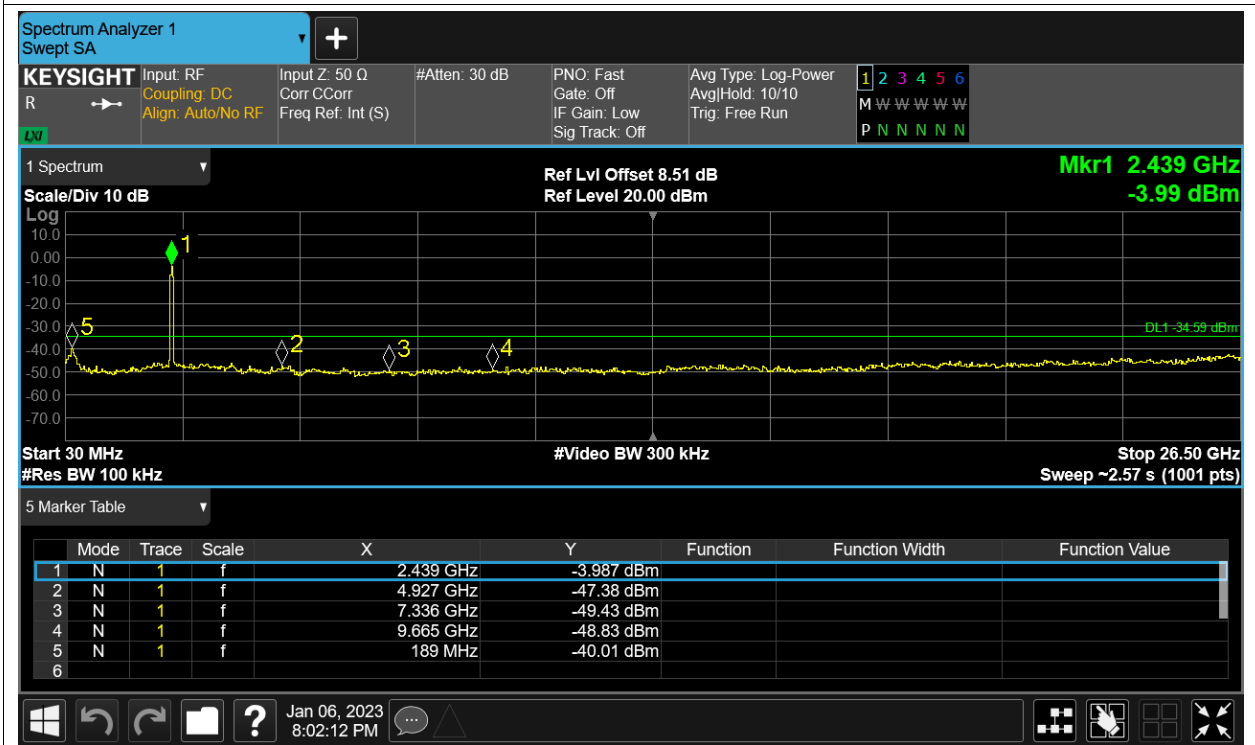 Spectrum Analyzer 1
Swept SA
KEYSIGHT Input: RF Input Z: 50 Ω #Atten: 30 dB PNO: Fast Avg Type: Log-Power 1 2 3 4 5 6
R Coupling: DC Corr CCorr Gate: Off Avg|Hold: 10/10 M W W W W W
Align: Auto/No RF Freq Ref: Int (S) IF Gain: Low Trig: Free Run
LXI Sig Track: Off P N N N N N N
1 Spectrum Ref Lvl Offset 8.51 dB Mkr1 2.439 GHz
Scale/Div 10 dB Ref Level 20.00 dBm -3.99 dBm
Log
10.0
1
0.00
-10.0
-20.0
-30.0 5 DL1 -34.59 dBm
-40.0 2 3 4
-50.0
-60.0
-70.0
Start 30 MHz #Video BW 300 kHz Stop 26.50 GHz
#Res BW 100 kHz Sweep ~2.57 s (1001 pts)
5 Marker Table
Mode Trace Scale X Y Function Function Width Function Value
1 N 1 f 2.439 GHz -3.987 dBm
2 N 1 f 4.927 GHz -47.38 dBm
3 N 1 f 7.336 GHz -49.43 dBm
4 N 1 f 9.665 GHz -48.83 dBm
5 N 1 f 189 MHz -40.01 dBm
6
? Jan 06, 2023
8:02:12 PM